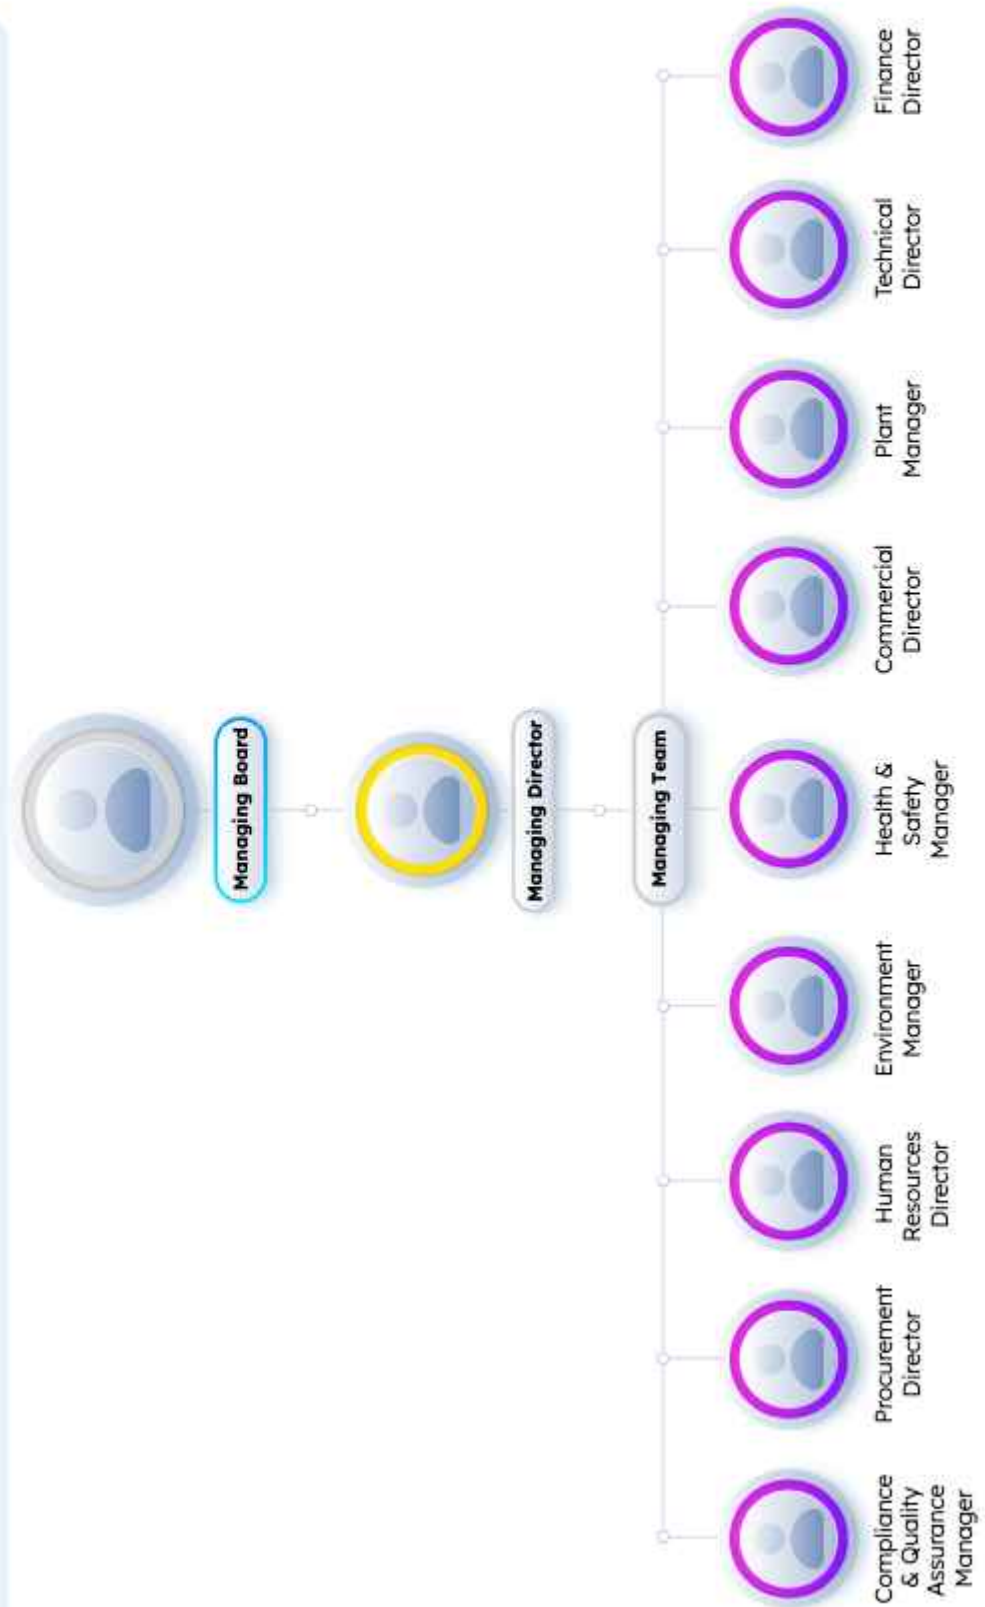 Managing Board
Managing Director
Managing Team
Compliance
& Quality
Assurance
Manager
Procurement
Director
Human
Resources
Director
Environment
Manager
Health &
Safety
Manager
Commercial
Director
Plant
Manager
Technical
Director
Finance
Director